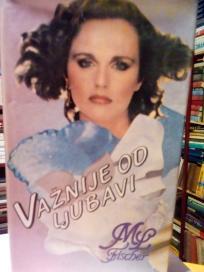 VAŽNIJE OD
LJUBAVI
ML
Fischer